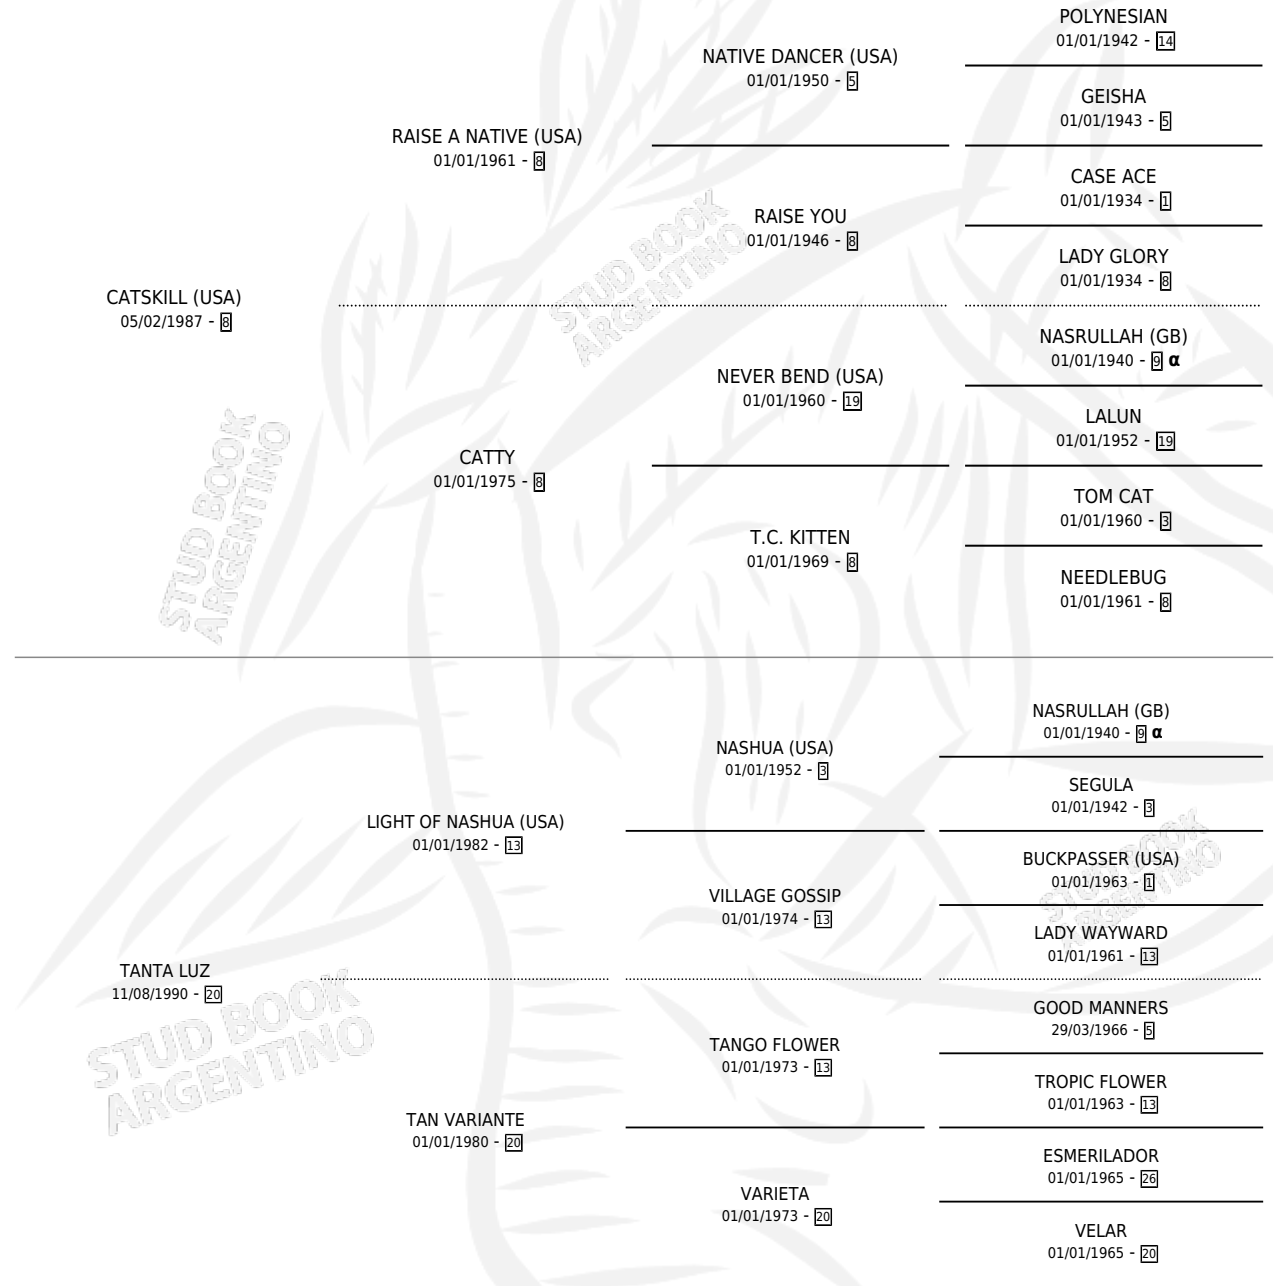 POLYNESIAN
01/01/1942 - 14
NATIVE DANCER (USA)
01/01/1950 - 5
GEISHA
01/01/1943 - 5
RAISE A NATIVE (USA)
01/01/1961 - 8
CASE ACE
01/01/1934 - 1
RAISE YOU
01/01/1946 - 8
LADY GLORY
01/01/1934 - 8
CATSKILL (USA)
05/02/1987 - 8
NASRULLAH (GB)
01/01/1940 - 9 α
NEVER BEND (USA)
01/01/1960 - 19
LALUN
01/01/1952 - 19
CATTY
01/01/1975 - 8
TOM CAT
01/01/1960 - 3
T.C. KITTEN
01/01/1969 - 8
NEEDLEBUG
01/01/1961 - 8
NASRULLAH (GB)
01/01/1940 - 9 α
NASHUA (USA)
01/01/1952 - 3
SEGULA
01/01/1942 - 3
LIGHT OF NASHUA (USA)
01/01/1982 - 13
BUCKPASSER (USA)
01/01/1963 - 1
VILLAGE GOSSIP
01/01/1974 - 13
LADY WAYWARD
01/01/1961 - 13
TANTA LUZ
11/08/1990 - 20
GOOD MANNERS
29/03/1966 - 5
TANGO FLOWER
01/01/1973 - 13
TROPIC FLOWER
01/01/1963 - 13
TAN VARIANTE
01/01/1980 - 20
ESMERILADOR
01/01/1965 - 26
VARIETA
01/01/1973 - 20
VELAR
01/01/1965 - 20
STUD BOOK
ARGENTINO
STUD BOOK
ARGENTINO
STUD BOOK
ARGENTINO
STUD BOOK
ARGENTINO